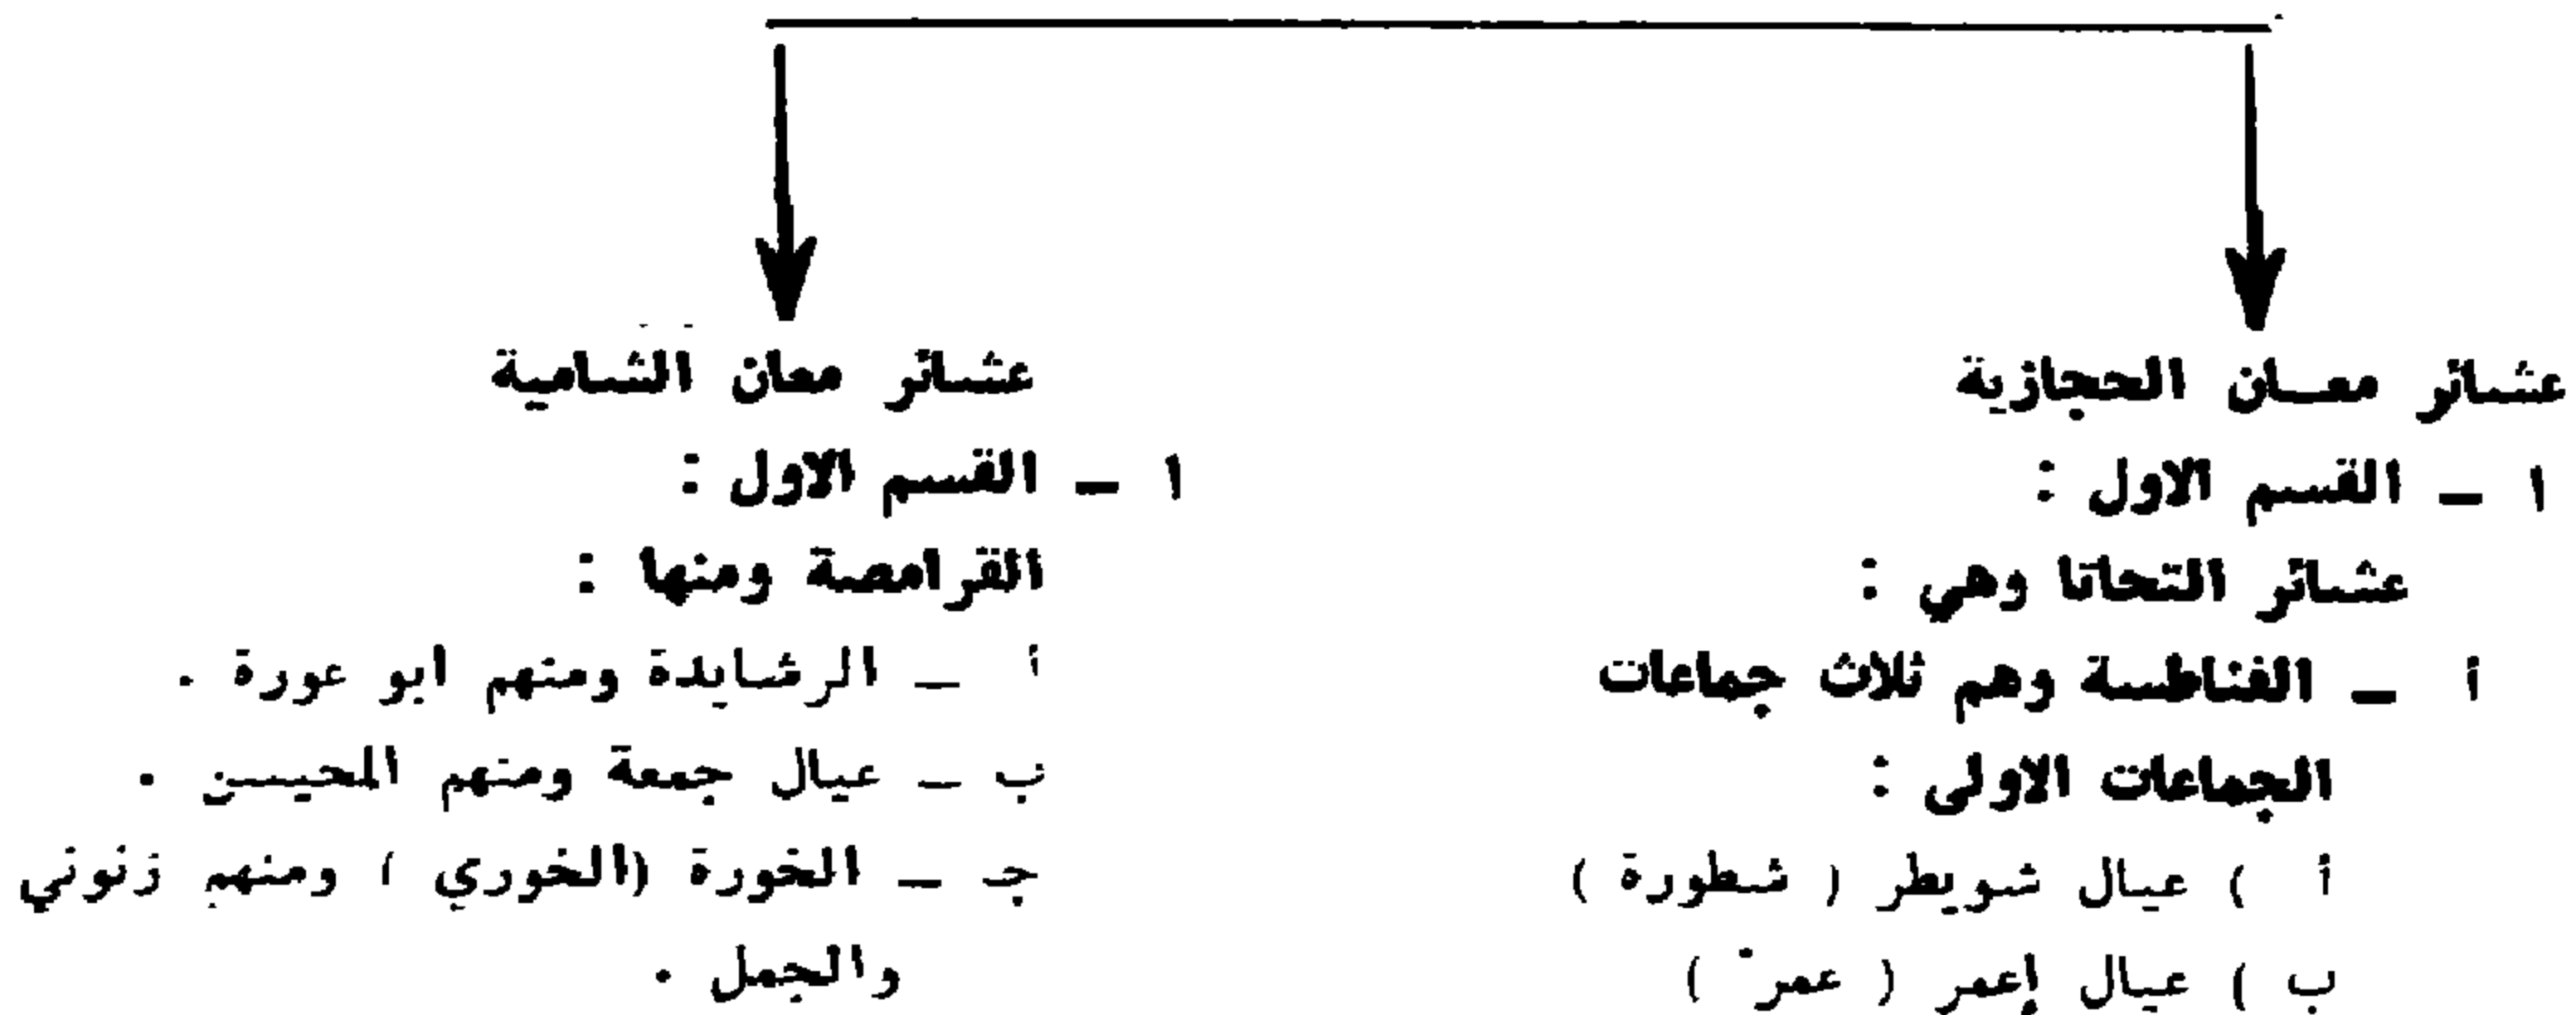 عشائر معان الحجازية
١ – القسم الاول :
عشائر التحاتا وهي :
أ – الفناطسة وهم ثلاث جماعات
الجماعات الاولى :
أ ) عيال شويطر ( شطورة )
ب ) عيال إعمر ( عمر )
عشائر معان الشامية
١ – القسم الاول :
القرامصة ومنها :
أ – الرشايدة ومنهم ابو عورة .
ب – عيال جمعة ومنهم المحيسن .
جـ – الخورة (الخوري ) ومنهم زنوني
والجمل .